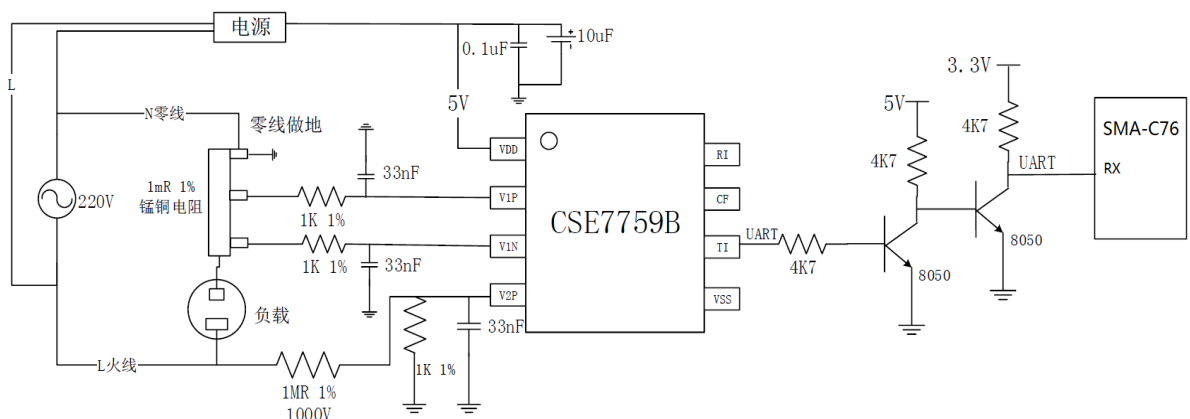 电源
0.1uF
10uF
3.3V
L
5V
5V
N零线
零线做地
4K7
4K7
SMA-C76
VDD
RI
33nF
UART
RX
1mR 1%
锰铜电阻
220V
V1P
CF
1K 1%
CSE7759B
V1N
TI
UART
4K7
8050
8050
1K 1%
33nF
V2P
VSS
负载
33nF
L火线
1K 1%
1MR 1%
1000V